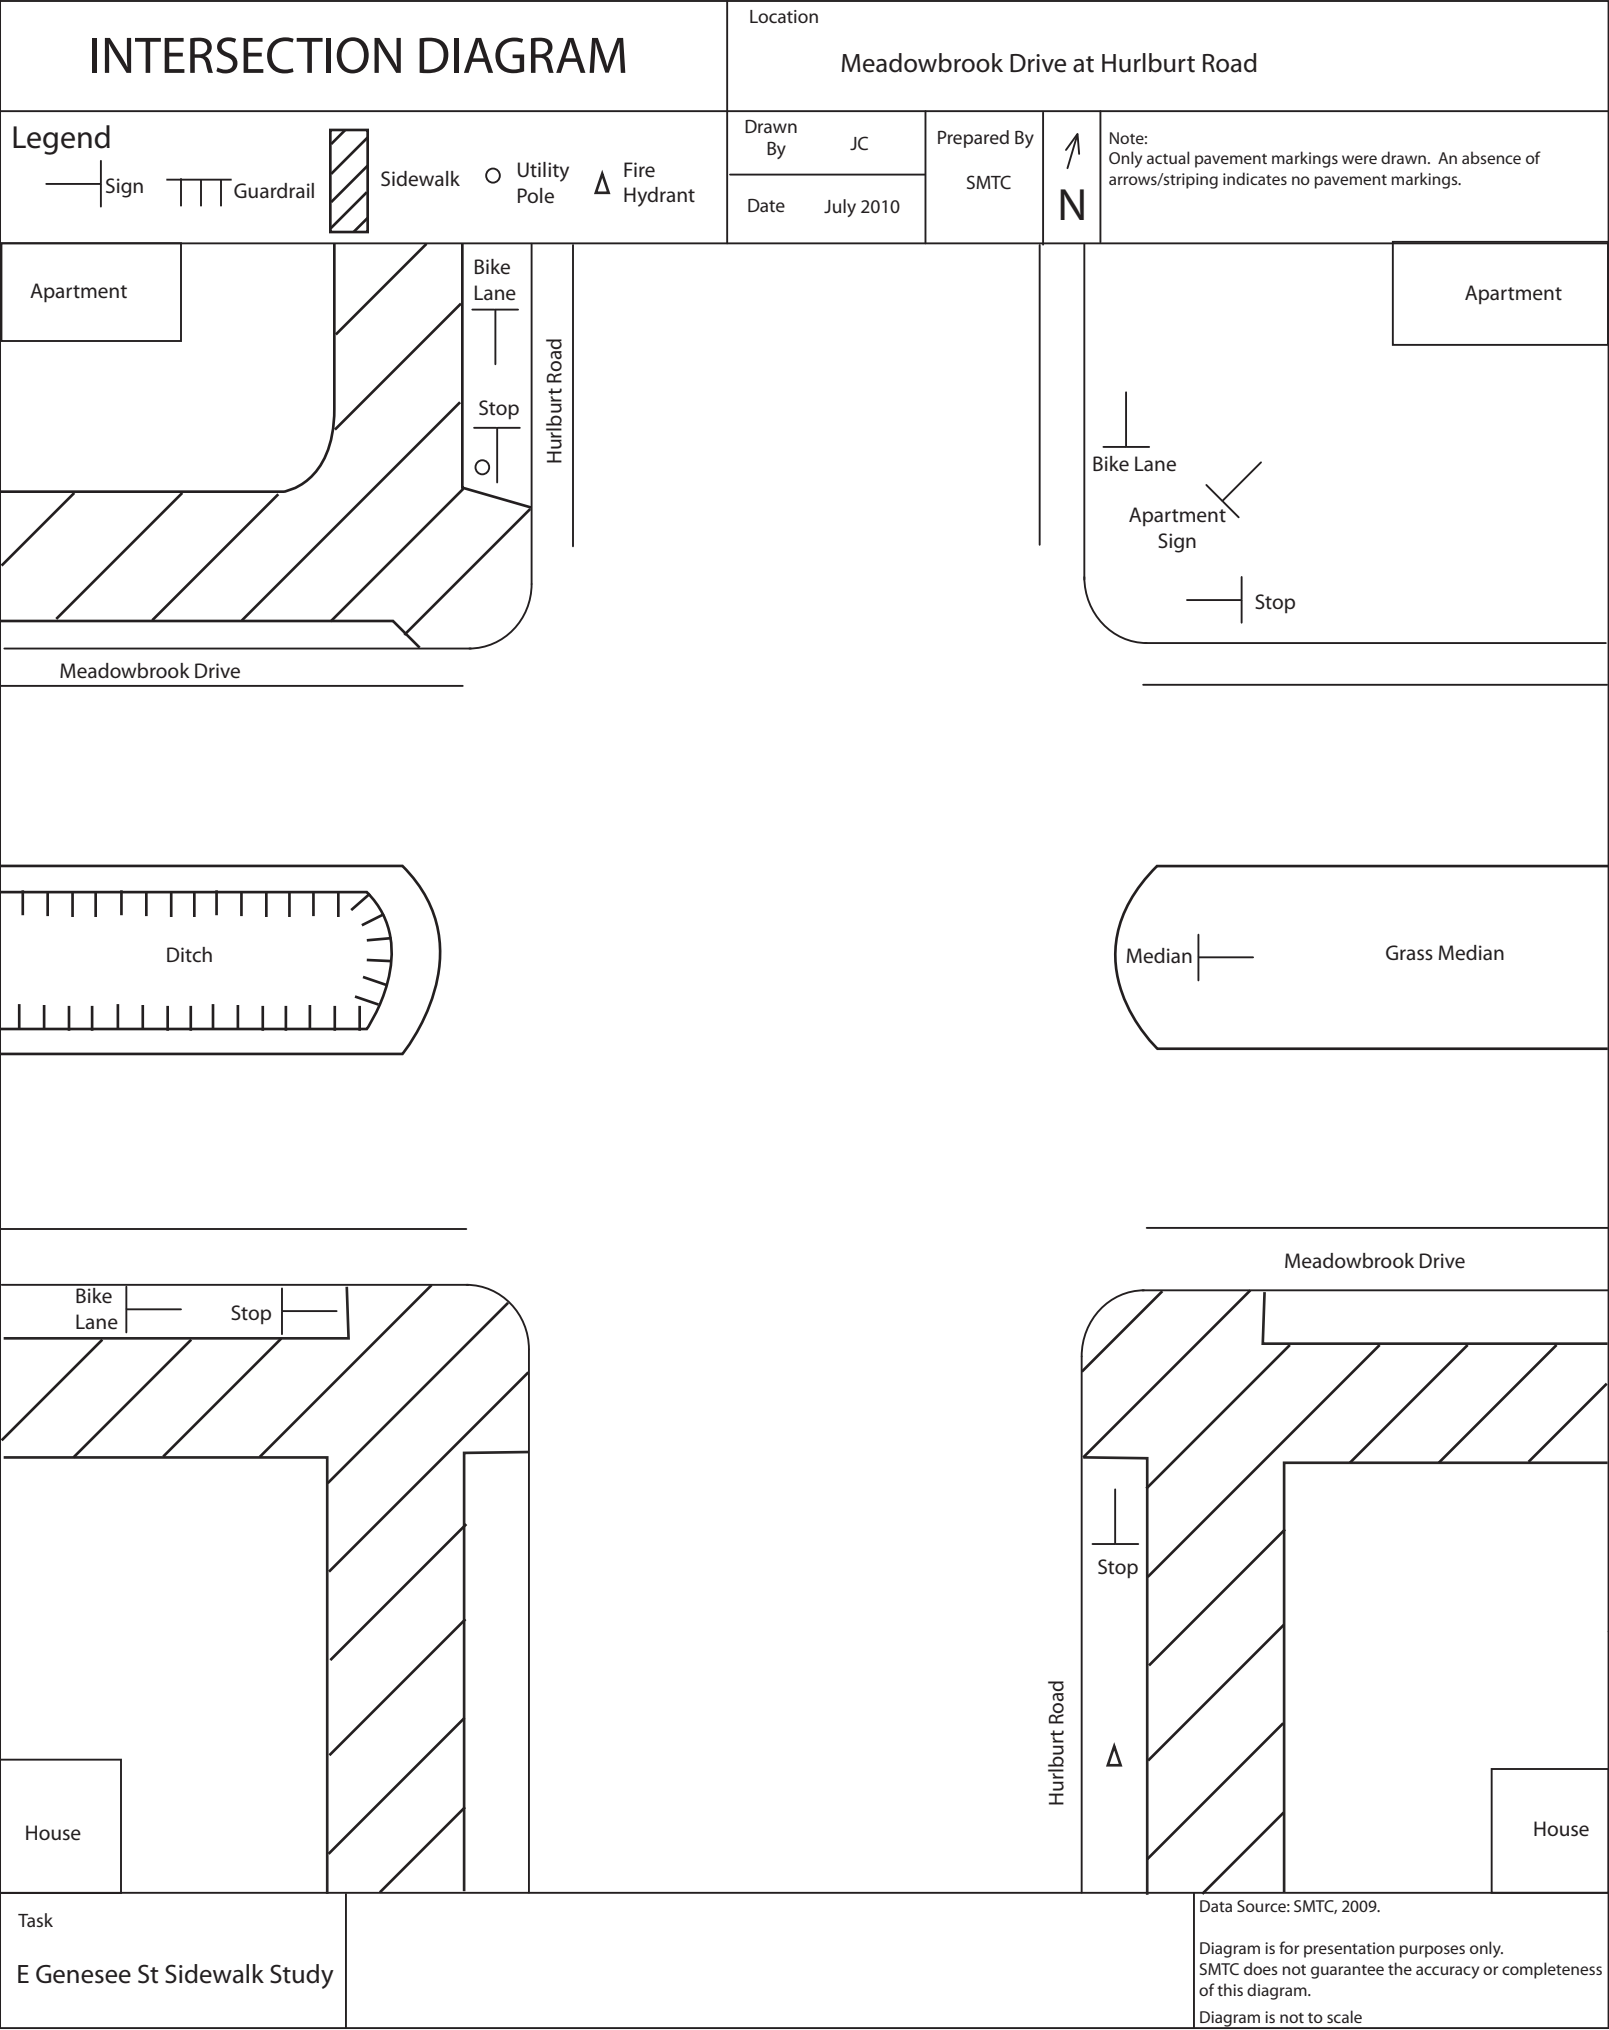 INTERSECTION DIAGRAM
Location
Meadowbrook Drive at Hurlburt Road
Legend
Sign
Guardrail
Sidewalk
Utility
Pole
Fire
Hydrant
Drawn
By
JC
Date
July 2010
Prepared By
SMTC
N
Note:
Only actual pavement markings were drawn. An absence of
arrows/striping indicates no pavement markings.
Apartment
Bike
Lane
Stop
Hurlburt Road
Apartment
Bike Lane
Apartment
Sign
Stop
Meadowbrook Drive
Ditch
Median
Grass Median
Meadowbrook Drive
Bike
Lane
Stop
Stop
Hurlburt Road
House
House
Task
E Genesee St Sidewalk Study
Data Source: SMTC, 2009.
Diagram is for presentation purposes only.
SMTC does not guarantee the accuracy or completeness
of this diagram.
Diagram is not to scale